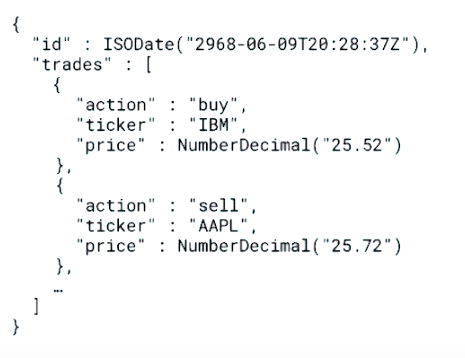 {
"id" : ISODate("2968-06-09T20:28:37Z"),
"trades" : [
{
"action" : "buy",
"ticker" : "IBM",
"price" : NumberDecimal("25.52")
},
{
"action" : "sell",
"ticker" : "AAPL",
"price" : NumberDecimal("25.72")
},
…
]
}